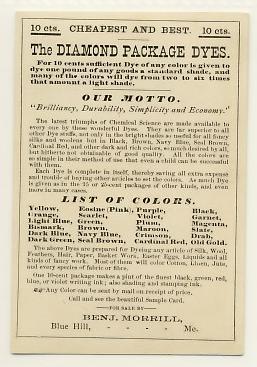 10 cts. CHEAPEST AND BEST. 10 cts.
The DIAMOND PACKAGE DYES.
For 10 cents sufficient Dye of any color is given to
dye one pound of any goods a standard shade, and
many of the colors will dye from two to six times
that amount a light shade.
OUR MOTTO.
"Brilliancy, Durability, Simplicity and Economy."
The latest triumphs of Chemical Science are made available to
every one by these wonderful Dyes. They are far superior to all
other Dye stuffs, not only in the bright shades so useful for all fancy
silks and woolens but in Black, Brown, Navy Blue, Seal Brown,
Cardinal Red, and other dark and rich colors, so much desired by all,
but hitherto not obtainable of good quality. All the colors are
so simple in their method of use that even a child can be successful
with them.
Each Dye is complete in itself, thereby saving all extra expense
and trouble of buying other articles to set the colors. As much Dye
is given as in the 15 or 25-cent packages of other kinds, and even
more in many cases.
LIST OF COLORS.
Yellow, Eosine (Pink), Purple, Black,
Orange, Scarlet, Violet, Garnet,
Light Blue, Green, Plum, Magenta,
Bismark, Brown, Maroon, Slate,
Dark Blue, Navy Blue, Crimson, Drab,
Dark Green, Seal Brown, Cardinal Red, Old Gold.
The above Dyes are prepared for Dyeing any article of Silk, Wool,
Feathers, Hair, Paper, Basket Work, Easter Eggs, Liquids and all
kinds of fancy work. Most of them will color Cotton, Linen, Jute,
and every species of fabric or fibre.
One 10-cent package makes a pint of the finest black, green, red,
blue, or violet writing ink; also shading and stamping ink.
Any Color can be sent by mail on receipt of price.
Call and see the beautiful Sample Card.
FOR SALE BY
BENJ. MORRILL,
Blue Hill, - - - - Me.